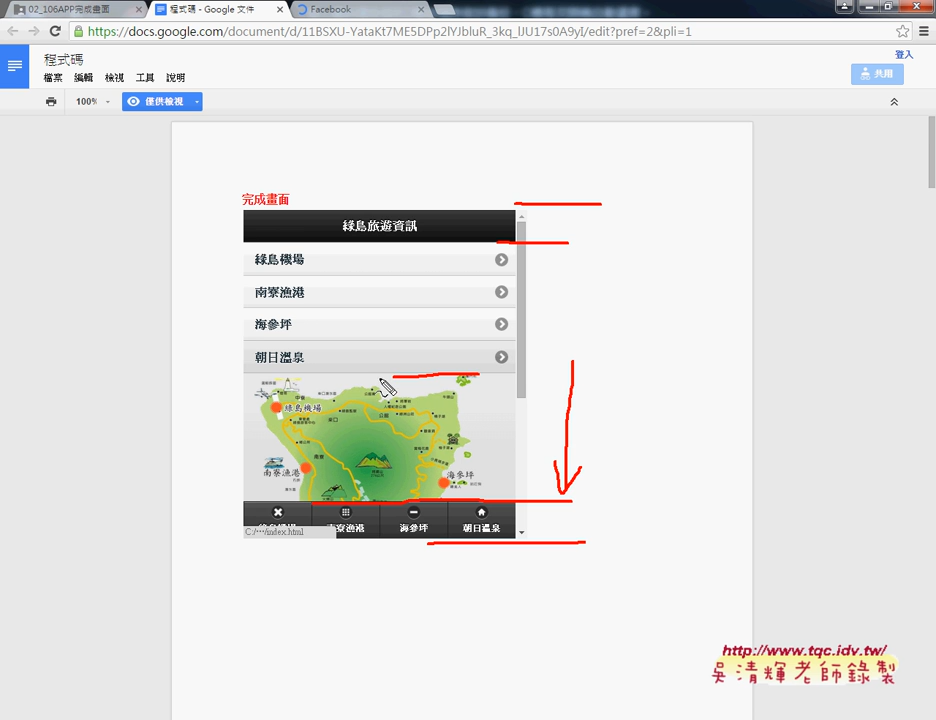 02_106APP完成畫面
程式碼 - Google 文件
Facebook
https://docs.google.com/document/d/11BSXU-YataKt7ME5DPp2lYJbluR_3kq_lJU17s0A9yI/edit?pref=2&pli=1
程式碼
登入
檔案 編輯 檢視 工具 說明
共用
100% 僅供檢視
完成畫面
綠島旅遊資訊
綠島機場
南寮漁港
海參坪
朝日溫泉
綠島機場
南寮漁港
海參坪
南寮漁港 海參坪 朝日溫泉
C:/···/index.html
http://www.tqc.idv.tw/
吳清輝老師錄製